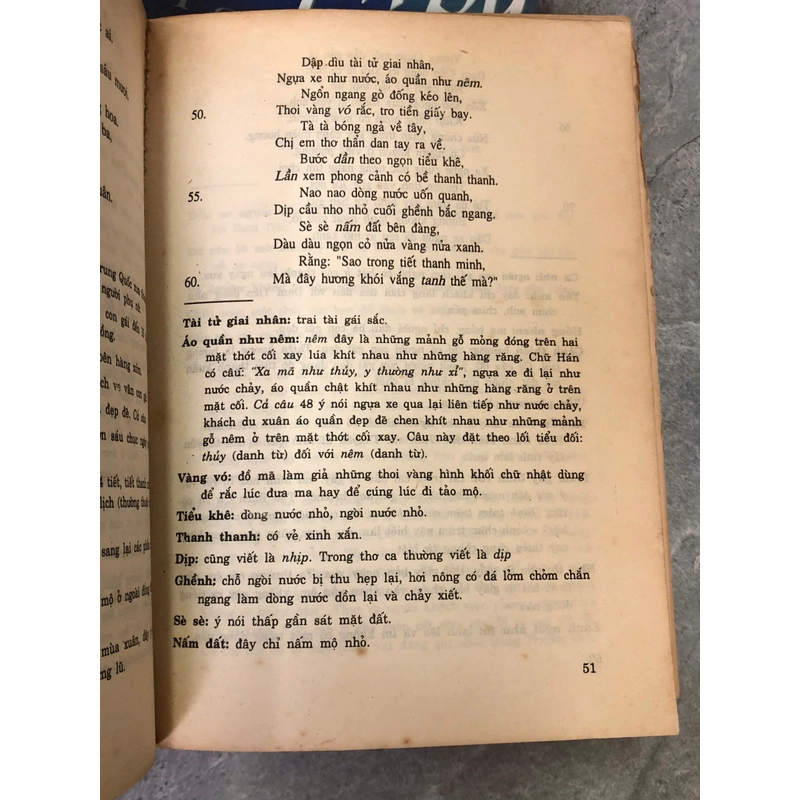 Dập dìu tài tử giai nhân,
Ngựa xe như nước, áo quần như nêm.
Ngổn ngang gò đống kéo lên,
50. Thoi vàng vó rắc, tro tiền giấy bay.
Tà tà bóng ngả về tây,
Chị em thơ thẩn dan tay ra về.
Bước dần theo ngọn tiểu khê,
Lần xem phong cảnh có bề thanh thanh.
55. Nao nao dòng nước uốn quanh,
Dịp cầu nho nhỏ cuối ghềnh bắc ngang.
Sè sè nấm đất bên đàng,
Dàu dàu ngọn cỏ nửa vàng nửa xanh.
Rằng: "Sao trong tiết thanh minh,
60. Mà đây hương khói vắng tanh thế mà?"
Tài tử giai nhân: trai tài gái sắc.
Áo quần như nêm: nêm đây là những mảnh gỗ mỏng đóng trên hai
mặt thớt cối xay lúa khít nhau như những hàng răng. Chữ Hán
có câu: "Xa mã như thủy, y thường như xỉ", ngựa xe đi lại như
nước chảy, áo quần chật khít nhau như những hàng răng ở trên
mặt cối. Cả câu 48 ý nói ngựa xe qua lại liên tiếp như nước chảy,
khách du xuân áo quần đẹp đẽ chen khít nhau như những mảnh
gỗ nêm ở trên mặt thớt cối xay. Câu này đặt theo lối tiểu đối:
thủy (danh từ) đối với nêm (danh từ).
Vàng vó: đồ mã làm giả những thoi vàng hình khối chữ nhật dùng
để rắc lúc đưa ma hay để cúng lúc đi tảo mộ.
Tiểu khê: dòng nước nhỏ, ngòi nước nhỏ.
Thanh thanh: có vẻ xinh xắn.
Dịp: cũng viết là nhịp. Trong thơ ca thường viết là dịp
Ghềnh: chỗ ngòi nước bị thu hẹp lại, hơi nông có đá lởm chởm chắn
ngang làm dòng nước dồn lại và chảy xiết.
Sè sè: ý nói thấp gần sát mặt đất.
Nấm đất: đây chỉ nấm mộ nhỏ.
51